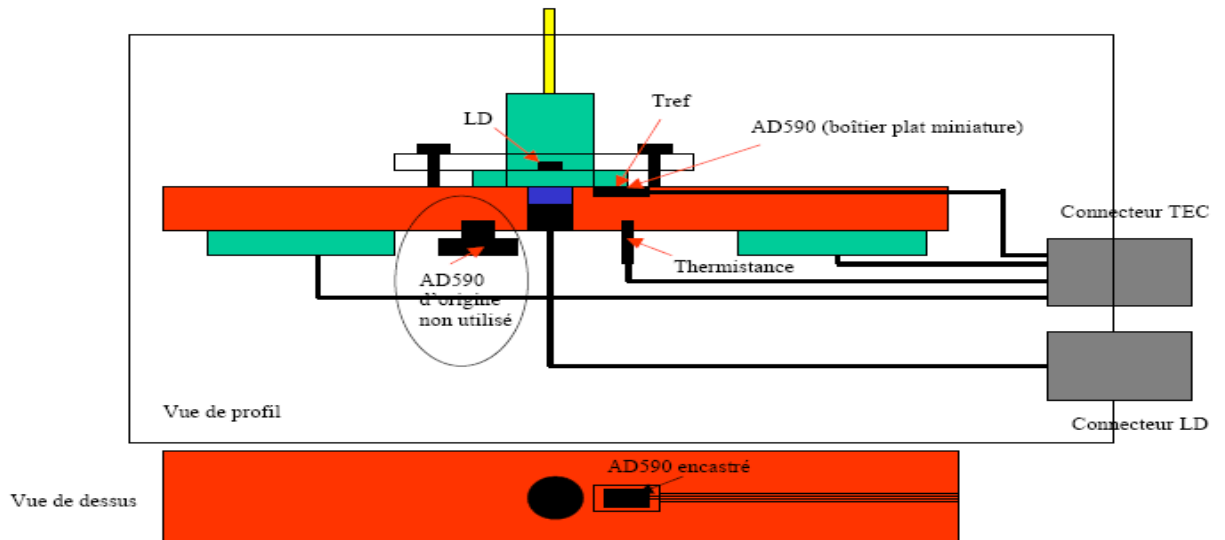 Tref
LD
AD590 (boîtier plat miniature)
Connecteur TEC
Thermistance
AD590
d'origine
non utilisé
Vue de profil
Connecteur LD
AD590 encastré
Vue de dessus